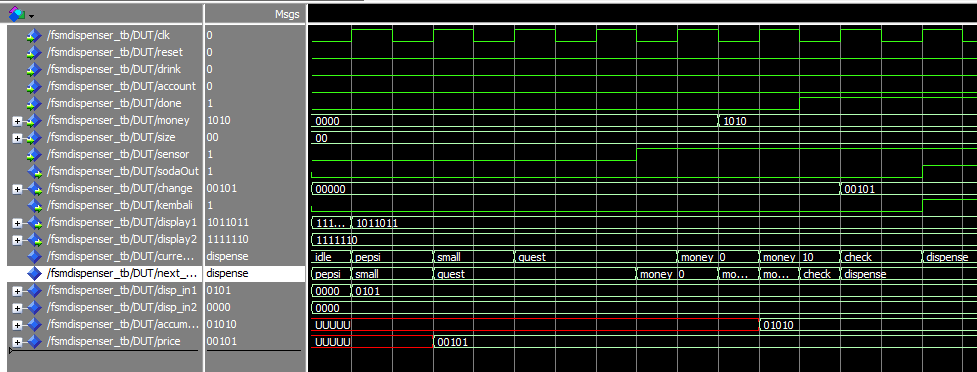 Msgs
/fsmdispenser_tb/DUT/clk 0
/fsmdispenser_tb/DUT/reset 0
/fsmdispenser_tb/DUT/drink 0
/fsmdispenser_tb/DUT/account 0
/fsmdispenser_tb/DUT/done 1
/fsmdispenser_tb/DUT/money 1010 0000 1010
/fsmdispenser_tb/DUT/size 00 00
/fsmdispenser_tb/DUT/sensor 1
/fsmdispenser_tb/DUT/sodaOut 1
/fsmdispenser_tb/DUT/change 00101 00000 00101
/fsmdispenser_tb/DUT/kembali 1
/fsmdispenser_tb/DUT/display1 1011011 111... 1011011
/fsmdispenser_tb/DUT/display2 1111110 1111110
/fsmdispenser_tb/DUT/curre... dispense idle pepsi small guest money 0 money 10 check dispense
/fsmdispenser_tb/DUT/next_... dispense pepsi small guest money 0 mo... mo... check dispense
/fsmdispenser_tb/DUT/disp_in1 0101 0000 0101
/fsmdispenser_tb/DUT/disp_in2 0000 0000
/fsmdispenser_tb/DUT/accum... 01010 UUUUU 01010
/fsmdispenser_tb/DUT/price 00101 UUUUU 00101